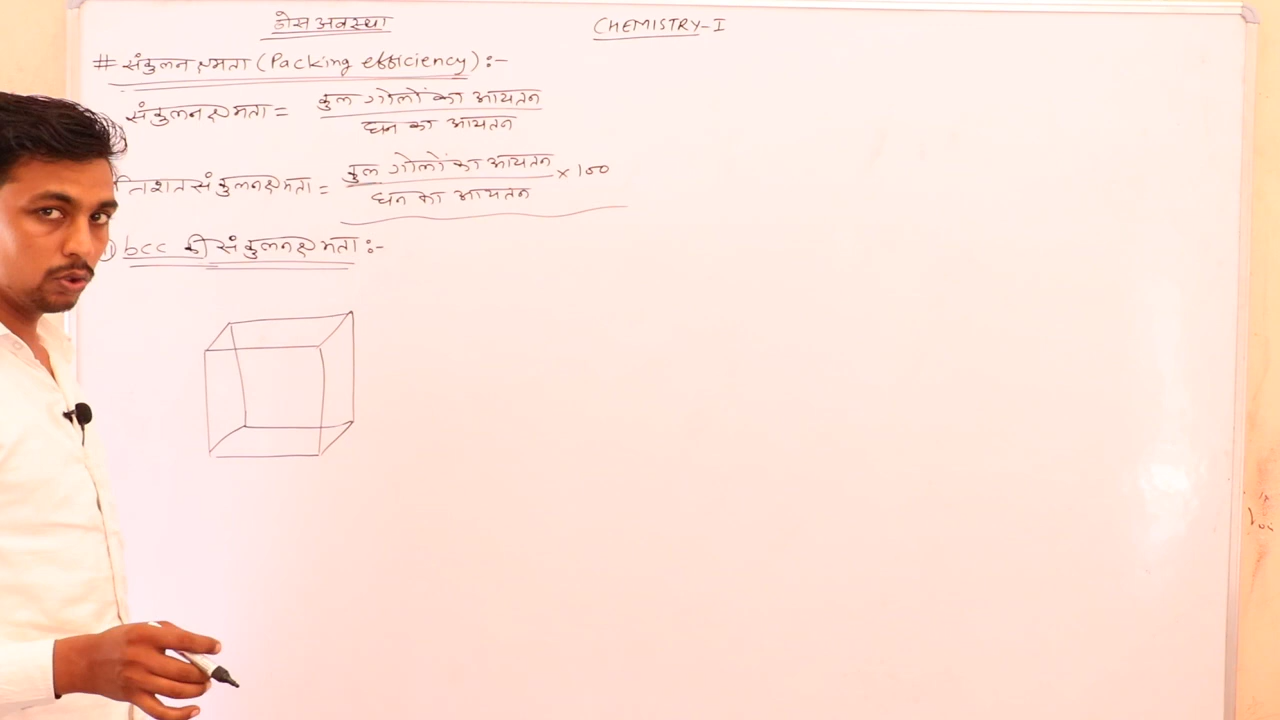 ठोस अवस्था
CHEMISTRY-I
# संकुलन क्षमता (Packing efficiency) :-
संकुलन क्षमता = कुल गोलों का आयतन
घन का आयतन
तिशत संकुलन क्षमता = कुल गोलों का आयतन × 100
घन का आयतन
bcc की संकुलन क्षमता :-